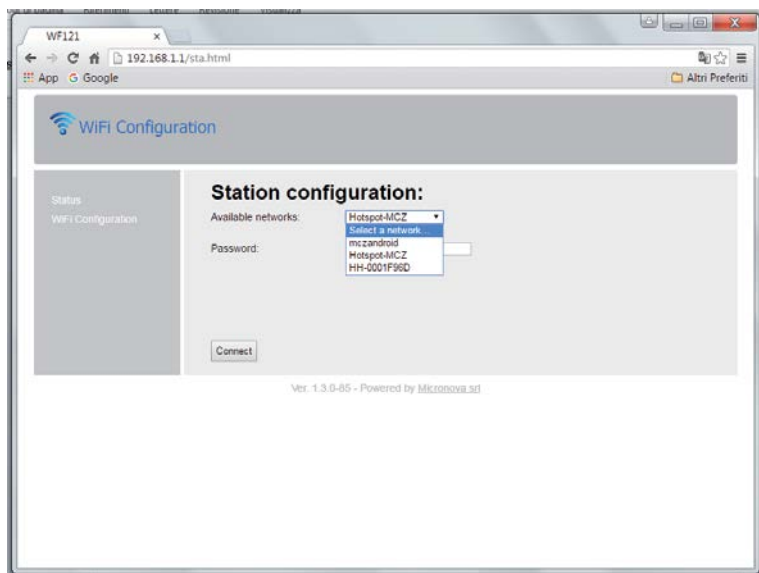 WF121
192.168.1.1/sta.html
App Google Altri Preferiti
WiFi Configuration
Status
WiFi Configuration
Station configuration:
Available networks: Hotspot-MCZ
Select a network...
mczandroid
Hotspot-MCZ
HH-0001F96D
Password:
Connect
Ver. 1.3.0-85 - Powered by Micronova srl